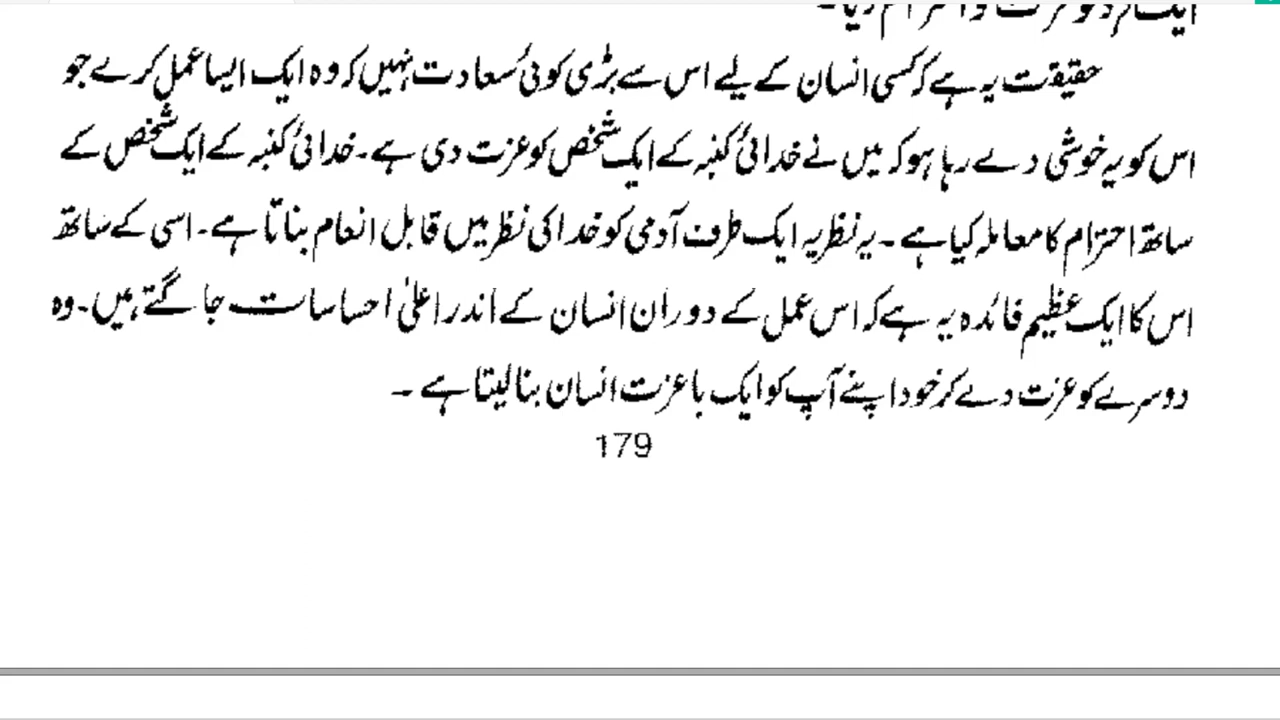 حقیقت یہ ہے کہ کسی انسان کے لیے اس سے بڑی کوئی سعادت نہیں کہ وہ ایک ایسا عمل کرے جو
اس کو یہ خوشی دے رہا ہو کہ میں نے خدائی کنبہ کے ایک شخص کو عزت دی ہے۔ خدائی کنبہ کے ایک شخص کے
ساتھ احترام کا معاملہ کیا ہے ۔ یہ نظریہ ایک طرف آدمی کو خدا کی نظر میں قابل انعام بناتا ہے۔ اسی کے ساتھ
اس کا ایک عظیم فائدہ یہ ہے کہ اس عمل کے دوران انسان کے اندر اعلیٰ احساسات جاگتے ہیں۔ وہ
دوسرے کو عزت دے کر خود اپنے آپ کو ایک باعزت انسان بنا لیتا ہے ۔
179